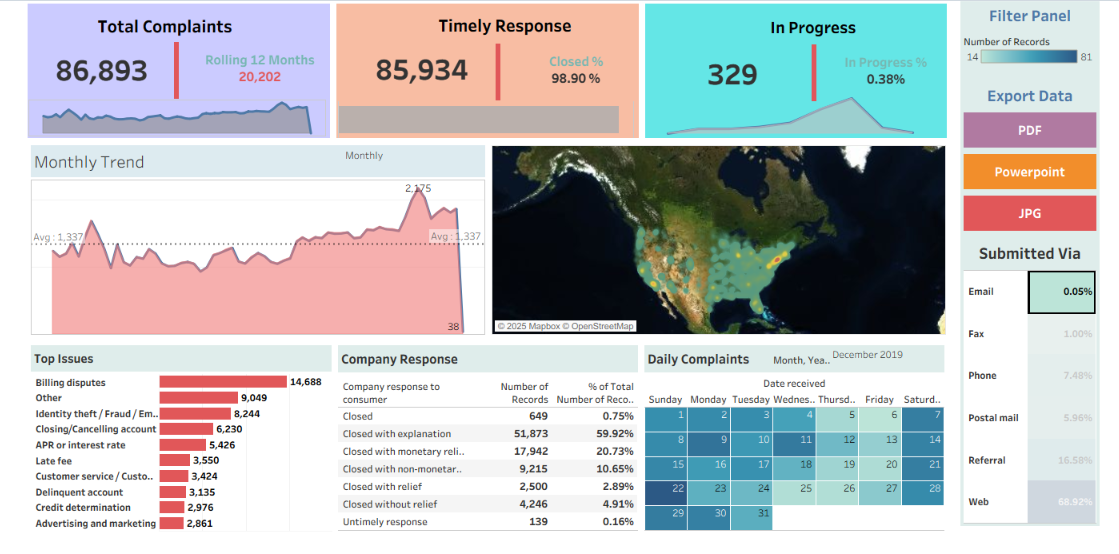 Total Complaints
86,893
Rolling 12 Months
20,202
Timely Response
85,934
Closed %
98.90 %
In Progress
329
In Progress %
0.38%
Filter Panel
Number of Records
14 81
Export Data
PDF
Powerpoint
JPG
Monthly Trend
Monthly
2,175
Avg : 1,337
Avg : 1,337
38
© 2025 Mapbox © OpenStreetMap
Submitted Via
Email 0.05%
Fax 1.00%
Phone 7.48%
Postal mail 5.96%
Referral 16.58%
Web 68.92%
Top Issues
Billing disputes 14,688
Other 9,049
Identity theft / Fraud / Em.. 8,244
Closing/Cancelling account 6,230
APR or interest rate 5,426
Late fee 3,550
Customer service / Custo.. 3,424
Delinquent account 3,135
Credit determination 2,976
Advertising and marketing 2,861
Company Response
Company response to Number of % of Total
consumer Records Number of Reco..
Closed 649 0.75%
Closed with explanation 51,873 59.92%
Closed with monetary reli.. 17,942 20.73%
Closed with non-monetar.. 9,215 10.65%
Closed with relief 2,500 2.89%
Closed without relief 4,246 4.91%
Untimely response 139 0.16%
Daily Complaints
Month, Yea.. December 2019
Date received
Sunday Monday Tuesday Wednes.. Thursd.. Friday Saturd..
1 2 3 4 5 6 7
8 9 10 11 12 13 14
15 16 17 18 19 20 21
22 23 24 25 26 27 28
29 30 31